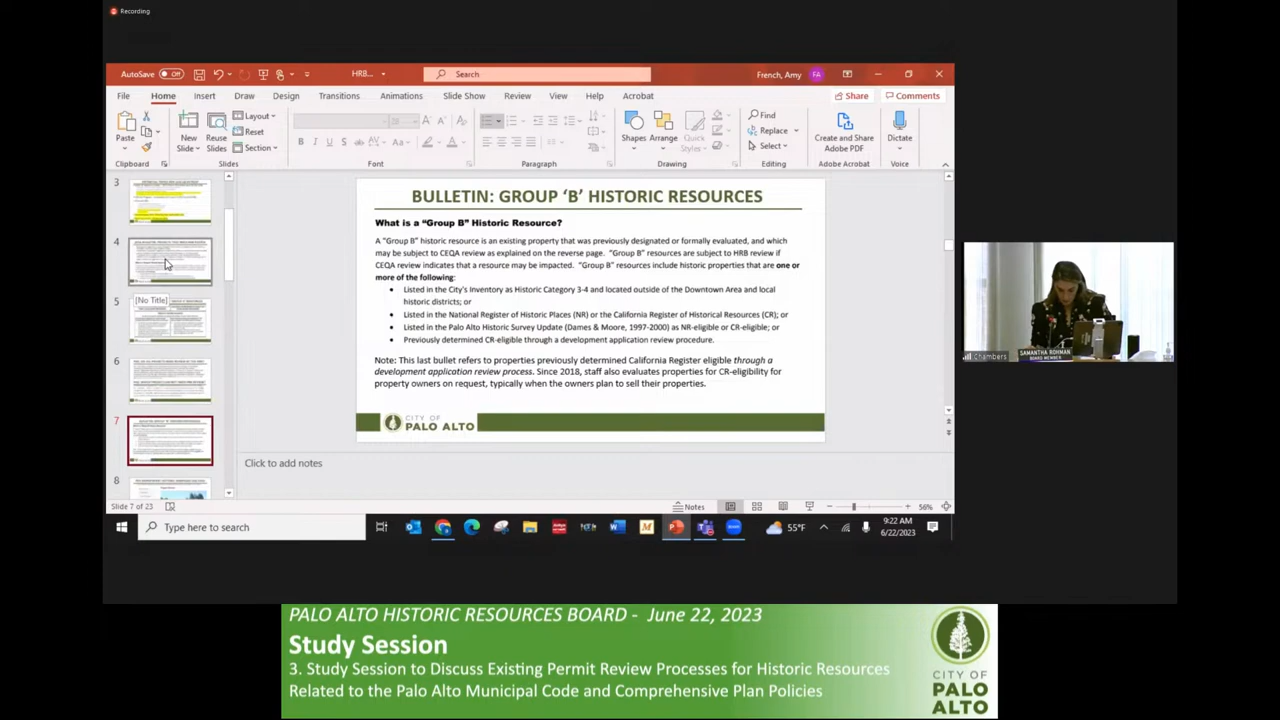 Recording
AutoSave Off HRB... Search French, Amy FA
File Home Insert Draw Design Transitions Animations Slide Show Review View Help Acrobat Share Comments
Paste New Slide Reuse Slides Layout Reset Section Shapes Arrange Quick Styles Find Replace Select Create and Share Adobe PDF Dictate
B I U S ab AV Aa A
Clipboard Slides Font Paragraph Drawing Editing Adobe Acrobat Voice
3
4
5
[No Title]
6
7
8
BULLETIN: GROUP ‘B’ HISTORIC RESOURCES
What is a “Group B” Historic Resource?
A “Group B” historic resource is an existing property that was previously designated or formally evaluated, and which
may be subject to CEQA review as explained on the reverse page. “Group B” resources are subject to HRB review if
CEQA review indicates that a resource may be impacted. “Group B” resources include historic properties that are one or
more of the following:
• Listed in the City’s Inventory as Historic Category 3-4 and located outside of the Downtown Area and local
historic districts; or
• Listed in the National Register of Historic Places (NR) or the California Register of Historical Resources (CR); or
• Listed in the Palo Alto Historic Survey Update (Dames & Moore, 1997-2000) as NR-eligible or CR-eligible; or
• Previously determined CR-eligible through a development application review procedure.
Note: This last bullet refers to properties previously determined California Register eligible through a
development application review process. Since 2018, staff also evaluates properties for CR-eligibility for
property owners on request, typically when the owners plan to sell their properties.
CITY OF
PALO ALTO
Click to add notes
Slide 7 of 23 Notes 56%
Type here to search 55°F 9:22 AM
6/22/2023
Chambers
SAMANTHA ROHMAN
BOARD MEMBER
PALO ALTO HISTORIC RESOURCES BOARD - June 22, 2023
Study Session
3. Study Session to Discuss Existing Permit Review Processes for Historic Resources
Related to the Palo Alto Municipal Code and Comprehensive Plan Policies
CITY OF
PALO
ALTO